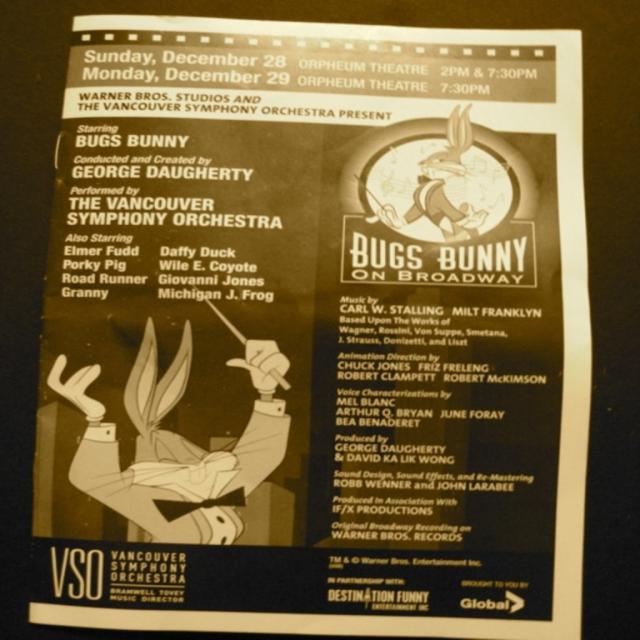 Sunday, December 28 ORPHEUM THEATRE 2PM & 7:30PM
Monday, December 29 ORPHEUM THEATRE 7:30PM
WARNER BROS. STUDIOS AND
THE VANCOUVER SYMPHONY ORCHESTRA PRESENT
Starring
BUGS BUNNY
Conducted and Created by
GEORGE DAUGHERTY
Performed by
THE VANCOUVER
SYMPHONY ORCHESTRA
Also Starring
Elmer Fudd Daffy Duck
Porky Pig Wile E. Coyote
Road Runner Giovanni Jones
Granny Michigan J. Frog
BUGS BUNNY
ON BROADWAY
Music by
CARL W. STALLING MILT FRANKLYN
Based Upon The Works of
Wagner, Rossini, Von Suppe, Smetana,
J. Strauss, Donizetti, and Liszt
Animation Direction by
CHUCK JONES FRIZ FRELENG
ROBERT CLAMPETT ROBERT McKIMSON
Voice Characterizations by
MEL BLANC
ARTHUR Q. BRYAN JUNE FORAY
BEA BENADERET
Produced by
GEORGE DAUGHERTY
& DAVID KA LIK WONG
Sound Design, Sound Effects, and Re-Mastering
ROBB WENNER and JOHN LARABEE
Produced in Association With
IF/X PRODUCTIONS
Original Broadway Recording on
WARNER BROS. RECORDS
VSO VANCOUVER
SYMPHONY
ORCHESTRA
BRAMWELL TOVEY
MUSIC DIRECTOR
TM & © Warner Bros. Entertainment Inc.
IN PARTNERSHIP WITH:
DESTINATION FUNNY
ENTERTAINMENT INC
BROUGHT TO YOU BY
Global